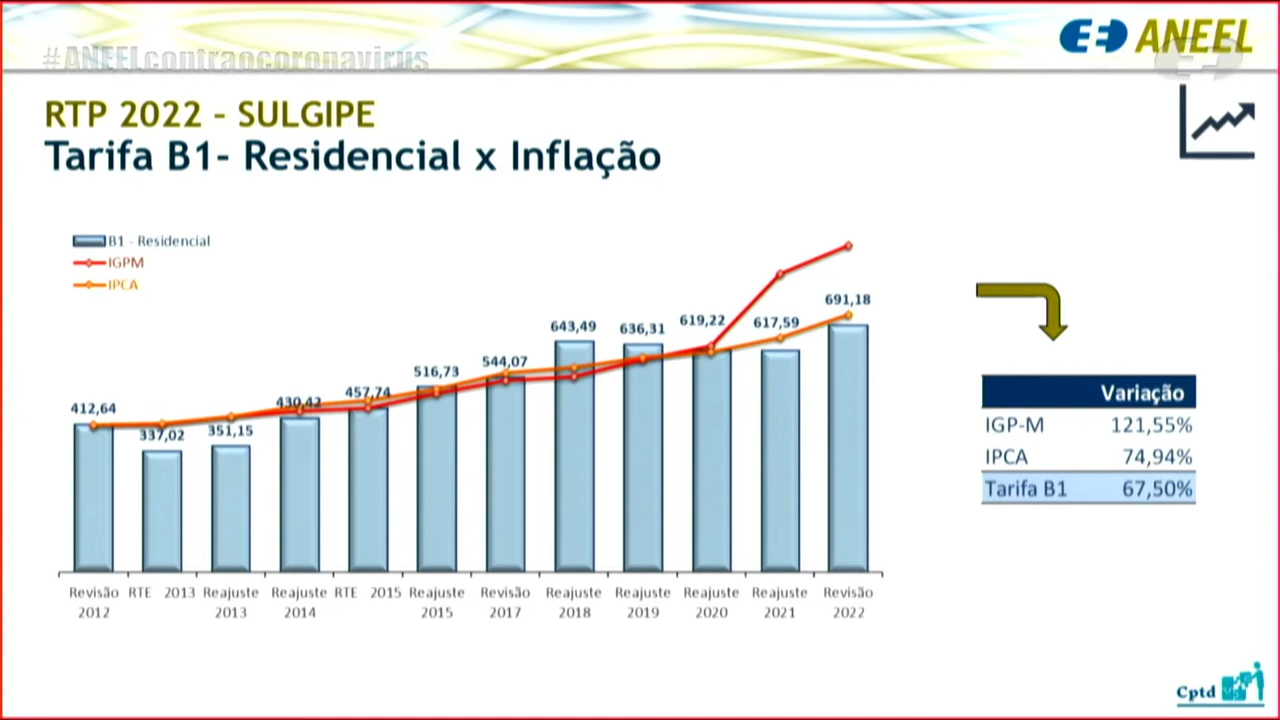 #ANEELcontraocoronavirus
ANEEL
RTP 2022 - SULGIPE
Tarifa B1- Residencial x Inflação
B1 - Residencial
IGPM
IPCA
412,64
337,02
351,15
430,42
457,74
516,73
544,07
643,49
636,31
619,22
617,59
691,18
Revisão 2012
RTE 2013
Reajuste 2013
Reajuste 2014
RTE 2015
Reajuste 2015
Revisão 2017
Reajuste 2018
Reajuste 2019
Reajuste 2020
Reajuste 2021
Revisão 2022
Variação
IGP-M 121,55%
IPCA 74,94%
Tarifa B1 67,50%
Cptd